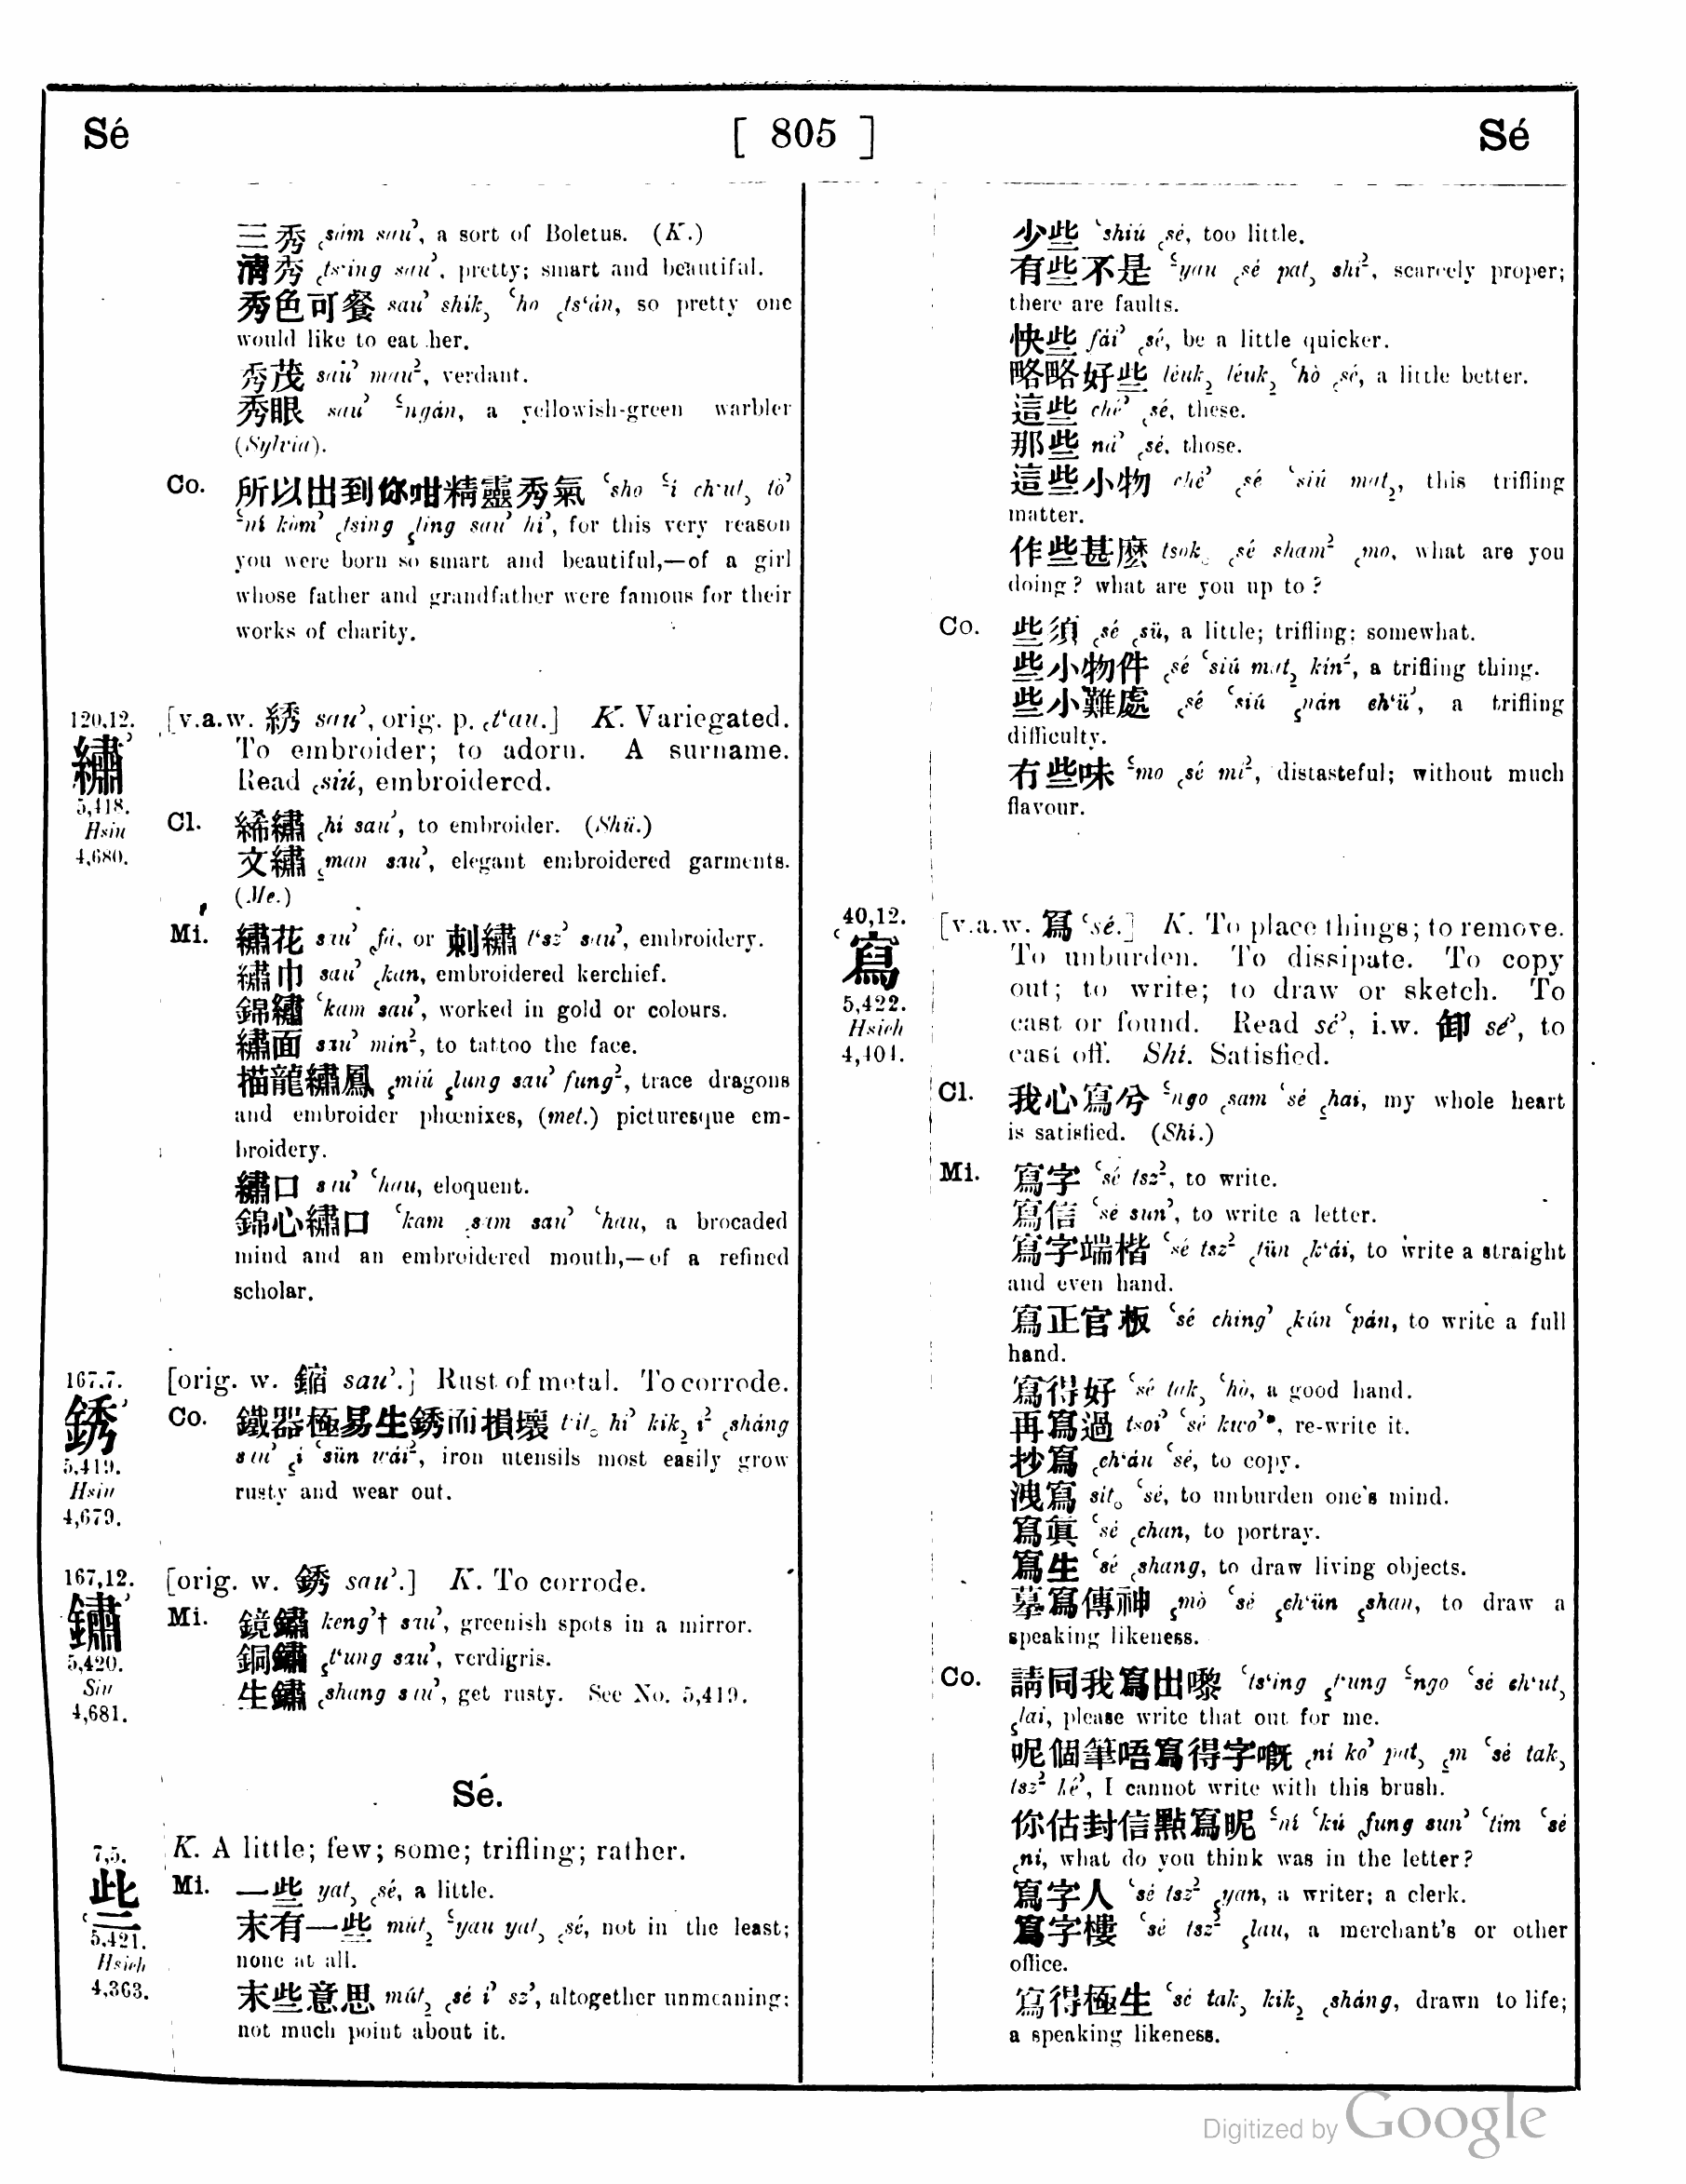 Sé [ 805 ] Sé
三秀 ˛sám sau’, a sort of Boletus. (K.)
清秀 ˛ts‘ing sau’, pretty; smart and beautiful.
秀色可餐 sau’ shik˒ ‘ho ˛ts‘án, so pretty one
would like to eat her.
秀茂 sau’ mau², verdant.
秀眼 sau’ ‘ngán, a yellowish-green warbler
(Sylvia).
Co. 所以出到你咁精靈秀氣 ‘sho ‘i ch‘ut˒ tò’
‘ní kòm’ ˛tsing ˛ling sau’ hí’, for this very reason
you were born so smart and beautiful,—of a girl
whose father and grandfather were famous for their
works of charity.
120,12.
繡’
5,418.
Hsiu
4,680.
[v.a.w. 綉 sau’, orig. p. ˛t‘au.] K. Variegated.
To embroider; to adorn. A surname.
Read ˛siú, embroidered.
Cl. 絺繡 ˛hí sau’, to embroider. (Shü.)
文繡 ˛man sau’, elegant embroidered garments.
(Me.)
Mi. 繡花 sau’ ˛fá, or 刺繡 t‘sz’ sau’, embroidery.
繡巾 sau’ ˛kan, embroidered kerchief.
錦繡 ‘kam sau’, worked in gold or colours.
繡面 sau’ min², to tattoo the face.
描龍繡鳳 ˛miú ˛lung sau’ fung², trace dragons
and embroider phœnixes, (met.) picturesque em-
broidery.
繡口 sau’ ‘hau, eloquent.
錦心繡口 ‘kam ˛sam sau’ ‘hau, a brocaded
mind and an embroidered mouth,—of a refined
scholar.
167,7.
銹’
5,419.
Hsiu
4,679.
[orig. w. 鏥 sau’.] Rust of metal. To corrode.
Co. 鐵器極易生銹而損壞 t‘it˳ hí’ kik˒ í² ˛sháng
sau’ ˛í ‘sün wái², iron utensils most easily grow
rusty and wear out.
167,12.
鏽’
5,420.
Siu
4,681.
[orig. w. 銹 sau’.] K. To corrode.
Mi. 鏡鏽 keng’† sau’, greenish spots in a mirror.
銅鏽 ˛t‘ung sau’, verdigris.
生鏽 ˛shang sau’, get rusty. See No. 5,419.
Sé.
7,5.
‘些
5,421.
Hsieh
4,363.
K. A little; few; some; trifling; rather.
Mi. 一些 yat˒ ˛sé, a little.
末有一些 mút˒ ‘yau yat˒ ˛sé, not in the least;
none at all.
末些意思 mút˒ ˛sé í’ sz’, altogether unmeaning;
not much point about it.
少些 ‘shiú ˛sé, too little.
有些不是 ‘yau ˛sé pat˒ shí², scarcely proper;
there are faults.
快些 fái’ ˛sé, be a little quicker.
略略好些 léuk˒ léuk˒ ‘hò ˛sé, a little better.
這些 ché’ ˛sé, these.
那些 ná’ ˛sé, those.
這些小物 ché’ ˛sé ‘siú mat˒, this trifling
matter.
作些甚麽 tsok˳ ˛sé sham² ˛mo, what are you
doing? what are you up to?
Co. 些須 ˛sé ˛sü, a little; trifling; somewhat.
些小物件 ˛sé ‘siú mat˒ kín², a trifling thing.
些小難處 ˛sé ‘siú ˛nán ch‘ü’, a trifling
difficulty.
冇些味 ‘mo ˛sé mí², distasteful; without much
flavour.
40,12.
‘寫
5,422.
Hsieh
4,401.
[v.a.w. 冩 ‘sé.] K. To place things; to remove.
To unburden. To dissipate. To copy
out; to write; to draw or sketch. To
cast or found. Read sé’, i.w. 卸 sé’, to
cast off. Shí. Satisfied.
Cl. 我心寫兮 ‘ngo ˛sam ‘sé ˛hai, my whole heart
is satisfied. (Shí.)
Mi. 寫字 ‘sé tsz², to write.
寫信 ‘sé sun’, to write a letter.
寫字端楷 ‘sé tsz² ˛tün ˛k‘ái, to write a straight
and even hand.
寫正官板 ‘sé ching’ ˛kún ‘pán, to write a full
hand.
寫得好 ‘sé tak˒ ‘hò, a good hand.
再寫過 tsoi’ ‘sé kwo’*, re-write it.
抄寫 ˛ch‘áu ‘sé, to copy.
洩寫 sit˳ ‘sé, to unburden one's mind.
寫眞 ‘sé ˛chan, to portray.
寫生 ‘sé ˛shang, to draw living objects.
摹寫傳神 ˛mò ‘sé ˛ch‘ün ˛shan, to draw a
speaking likeness.
Co. 請同我寫出嚟 ‘ts‘ing ˛t‘ung ‘ngo ‘sé ch‘ut˒
˛lai, please write that out for me.
呢個筆唔寫得字嘅 ˛ní ko’ pat˒ ˛m ‘sé tak˒
tsz² ké’, I cannot write with this brush.
你估封信點寫呢 ‘ní ‘kú ˛fung sun’ ‘tím ‘sé
˛ní, what do you think was in the letter?
寫字人 ‘sé tsz² ˛yan, a writer; a clerk.
寫字樓 ‘sé tsz² ˛lau, a merchant's or other
office.
寫得極生 ‘sé tak˒ kik˒ ˛sháng, drawn to life;
a speaking likeness.
Digitized by Google